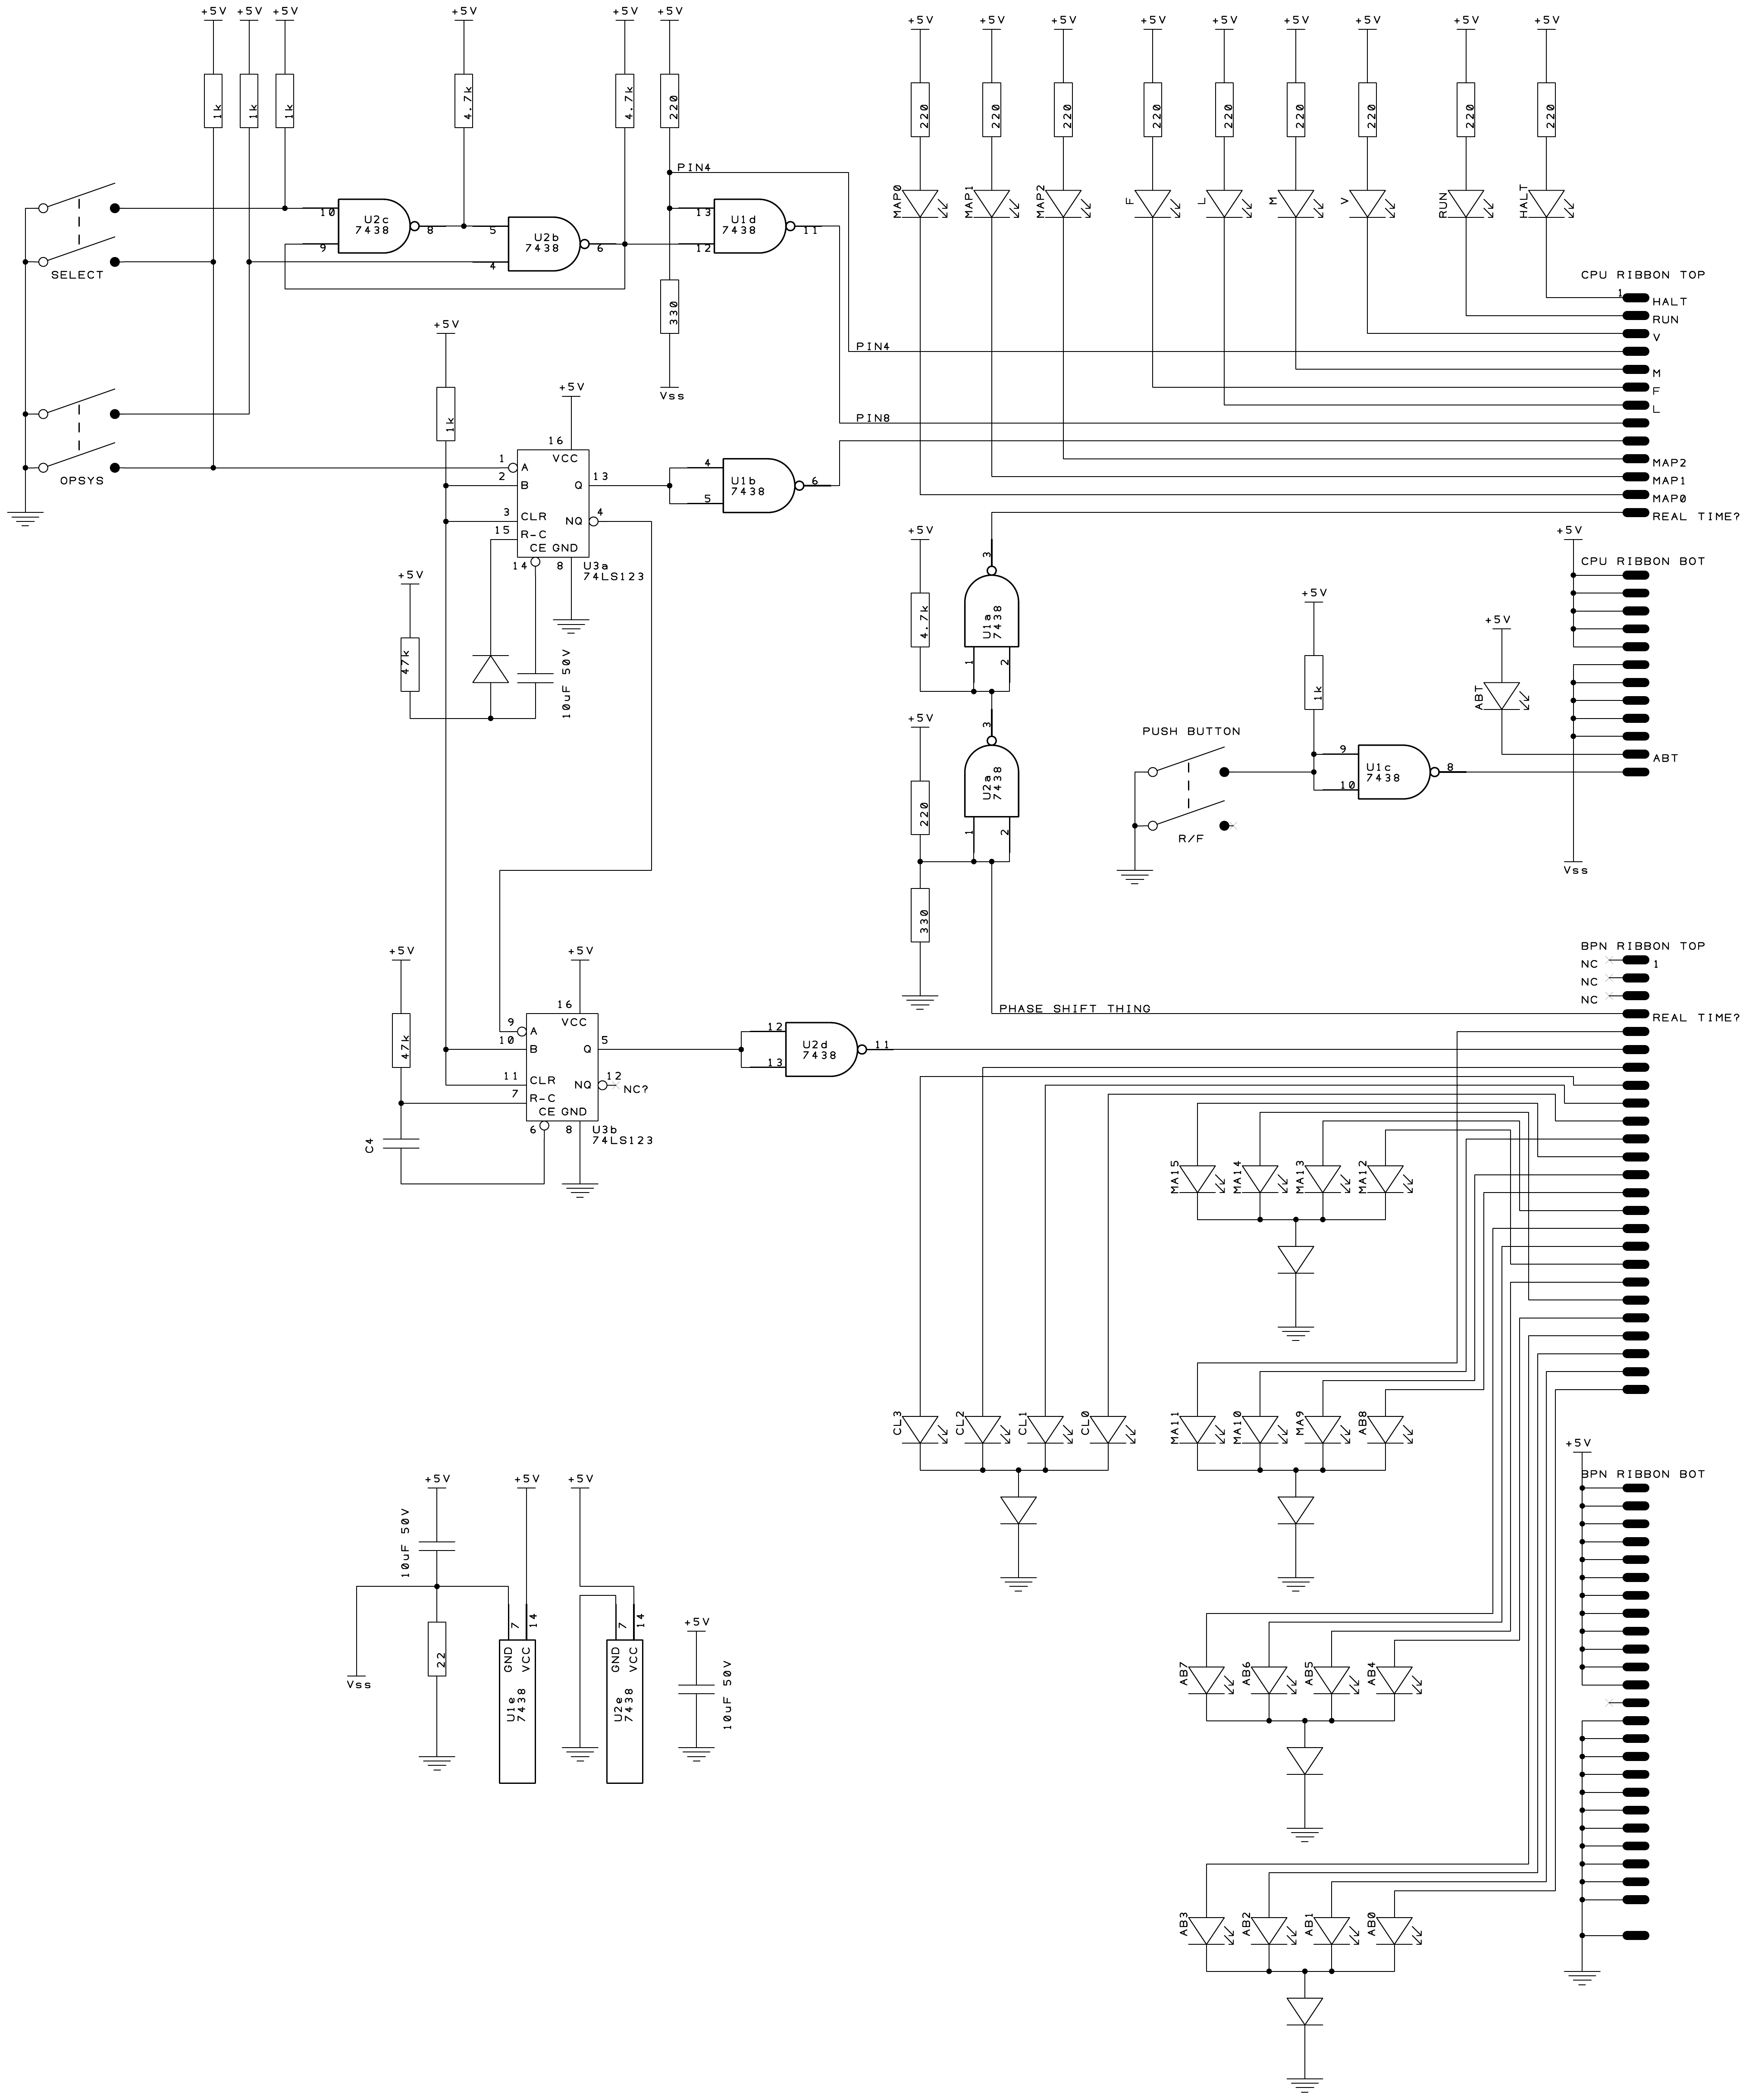 +5V +5V +5V +5V +5V +5V +5V +5V +5V +5V +5V +5V +5V +5V +5V
1k 1k 1k 4.7k 4.7k 220 220 220 220 220 220 220 220 220 220
PIN4
MAP0 MAP1 MAP2 F L M V RUN HALT
10 U2c 7438 8 9
5 U2b 7438 6 4
13 U1d 7438 11 12
SELECT
330
Vss
CPU RIBBON TOP
1 HALT
RUN
V
PIN4
M
F
L
PIN8
MAP2
MAP1
MAP0
REAL TIME?
OPSYS
+5V
1k
+5V
16
VCC
1 A
2 B
Q 13
3 CLR
NQ 4
15 R-C
CE GND
14 8
U3a
74LS123
4 U1b 7438 6 5
+5V
47k
10uF 50V
+5V
4.7k
3
U1a
7438
1 2
+5V
220
3
U2a
7438
1 2
330
PHASE SHIFT THING
+5V
CPU RIBBON BOT
+5V
1k
+5V
ABT
PUSH BUTTON
R/F
9 U1c 7438 8 10
ABT
Vss
+5V
47k
C4
+5V
16
VCC
9 A
10 B
Q 5
11 CLR
NQ 12
NC?
7 R-C
CE GND
6 8
U3b
74LS123
12 U2d 7438 11 13
BPN RIBBON TOP
NC 1
NC
NC
REAL TIME?
MA15 MA14 MA13 MA12
CL3 CL2 CL1 CL0
MA11 MA10 MA9 AB8
+5V
BPN RIBBON BOT
AB7 AB6 AB5 AB4
AB3 AB2 AB1 AB0
+5V +5V +5V
10uF 50V
22
Vss
7 14
GND VCC
U1e
7438
7 14
GND VCC
U2e
7438
+5V
10uF 50V